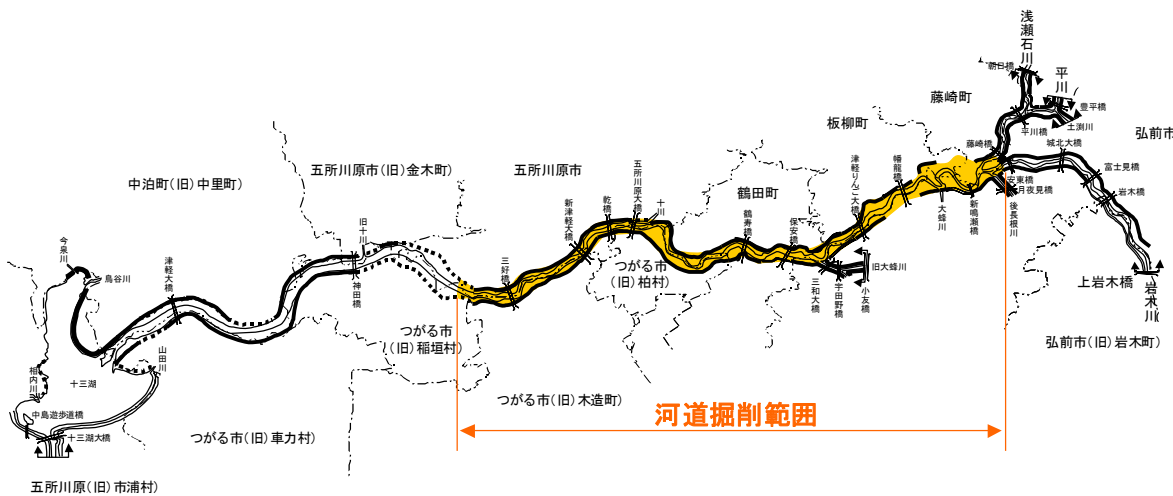 浅瀬石川
平川
朝日橋
豊平橋
藤崎町
土渕川
平川橋
弘前市
板柳町
藤崎橋
城北大橋
富士見橋
安東橋
岩木橋
月夜見橋
五所川原市(旧)金木町)
五所川原市
中泊町(旧)中里町)
鶴田町
津軽りんご大橋
幡龍橋
大蜂川
新鳴瀬橋
後長根川
五所川原大橋
十川
乾橋
新津軽大橋
鶴寿橋
保安橋
旧十川
今泉川
鳥谷川
津軽大橋
神田橋
三好橋
つがる市
(旧)柏村)
旧大蜂川
三和大橋
宇田野橋
小友橋
上岩木橋
岩木川
つがる市
(旧)稲垣村)
弘前市(旧)岩木町)
山田川
相内川
十三湖
つがる市(旧)木造町)
河道掘削範囲
中島遊歩道橋
十三湖大橋
つがる市(旧)車力村)
五所川原(旧)市浦村)